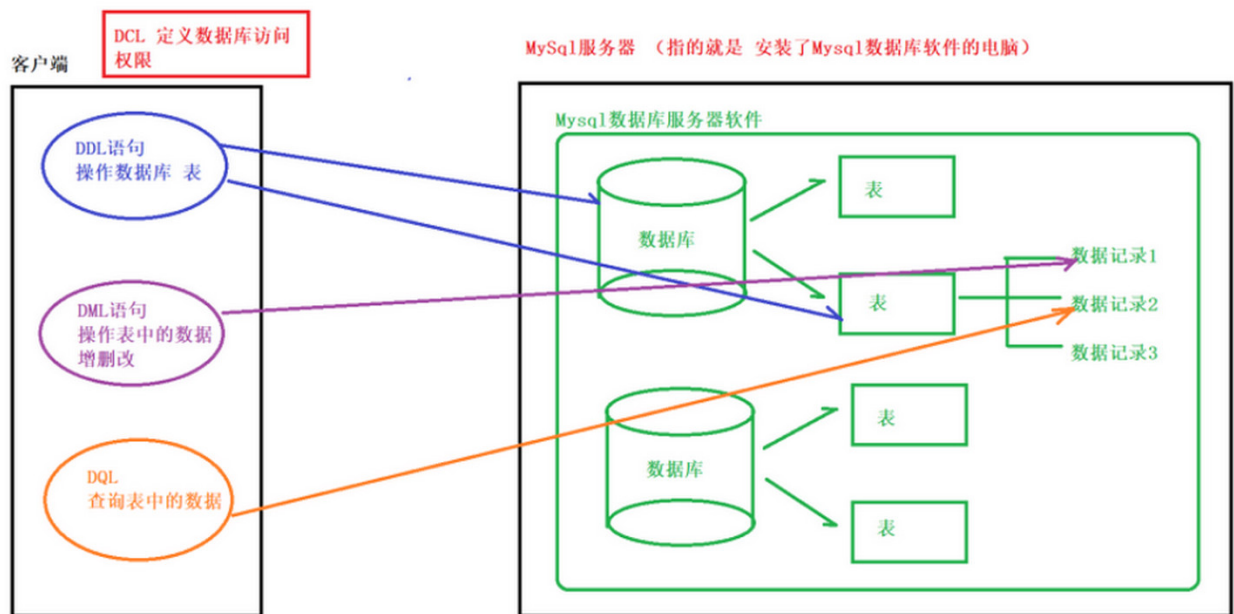 DCL 定义数据库访问
权限
客户端
MySql服务器 （指的就是 安装了Mysql数据库软件的电脑）
DDL语句
操作数据库 表
DML语句
操作表中的数据
增删改
DQL
查询表中的数据
Mysql数据库服务器软件
数据库
表
表
数据记录1
数据记录2
数据记录3
数据库
表
表